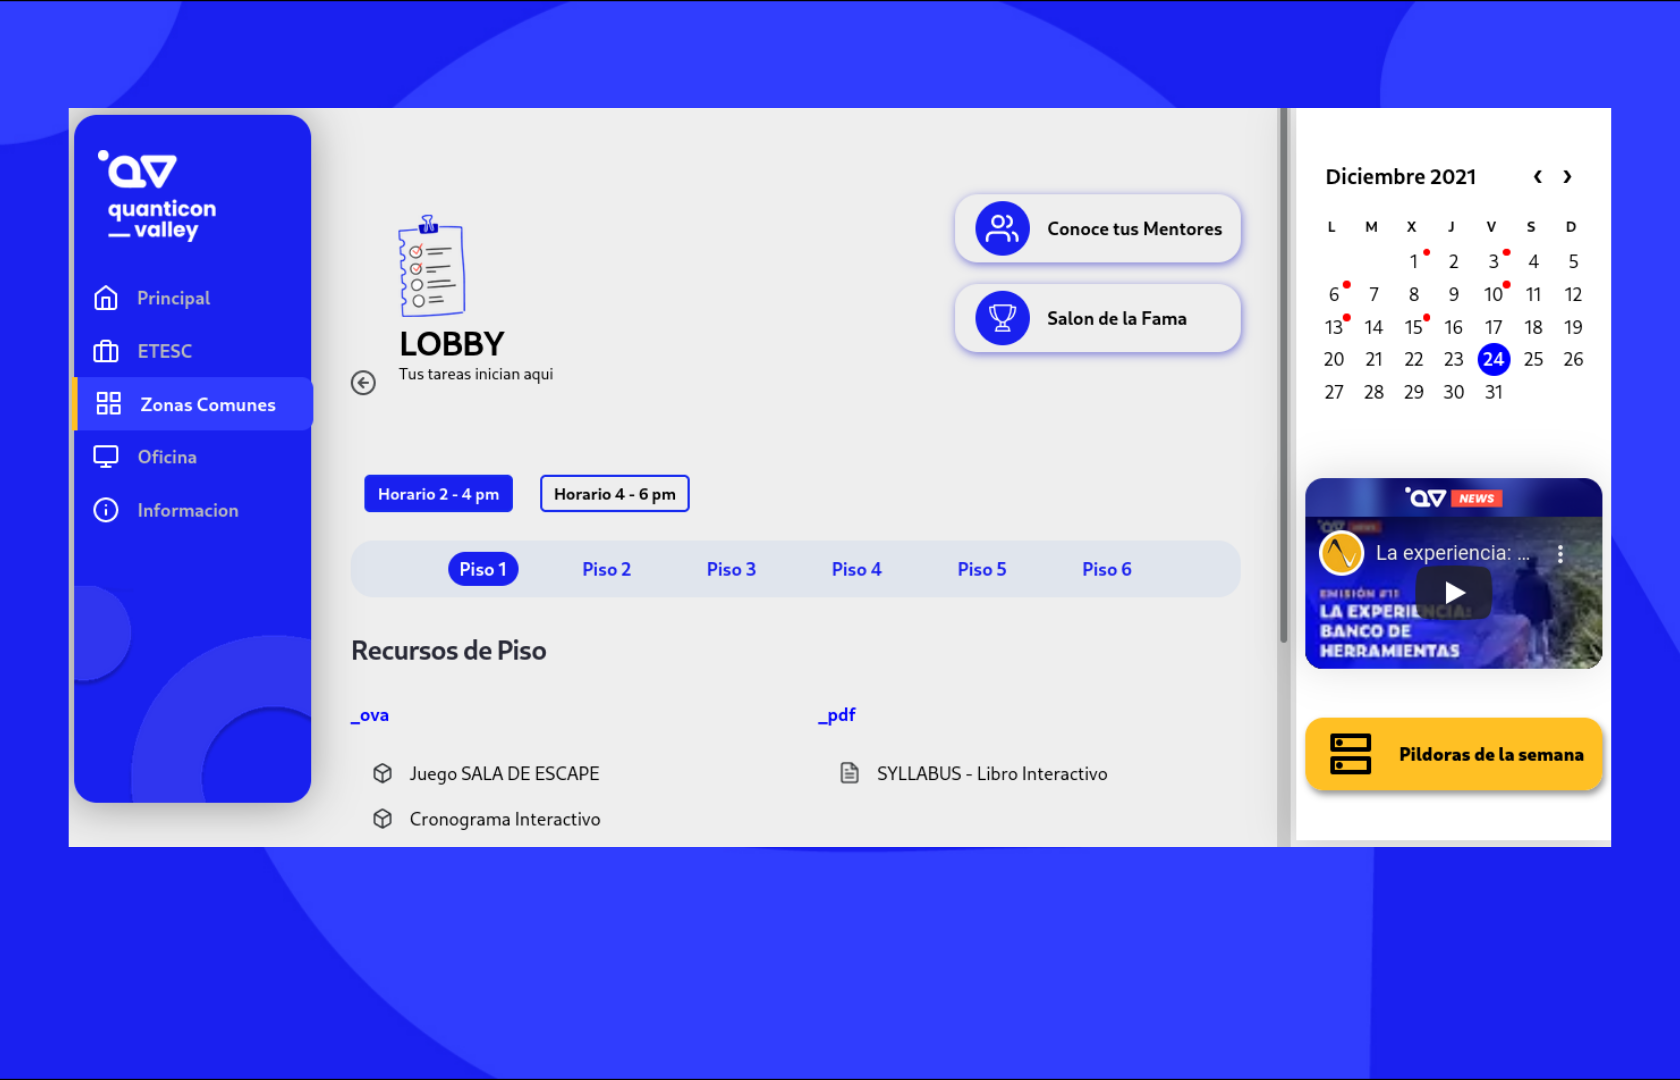 quanticon
valley
Principal
ETESC
Zonas Comunes
Oficina
Informacion
LOBBY
Tus tareas inician aqui
Conoce tus Mentores
Salon de la Fama
Horario 2 - 4 pm
Horario 4 - 6 pm
Piso 1
Piso 2
Piso 3
Piso 4
Piso 5
Piso 6
Recursos de Piso
_ova
Juego SALA DE ESCAPE
Cronograma Interactivo
_pdf
SYLLABUS - Libro Interactivo
Diciembre 2021
L M X J V S D
1 2 3 4 5
6 7 8 9 10 11 12
13 14 15 16 17 18 19
20 21 22 23 24 25 26
27 28 29 30 31
NEWS
La experiencia: ...
EMISIÓN #11
LA EXPERIENCIA:
BANCO DE
HERRAMIENTAS
Pildoras de la semana